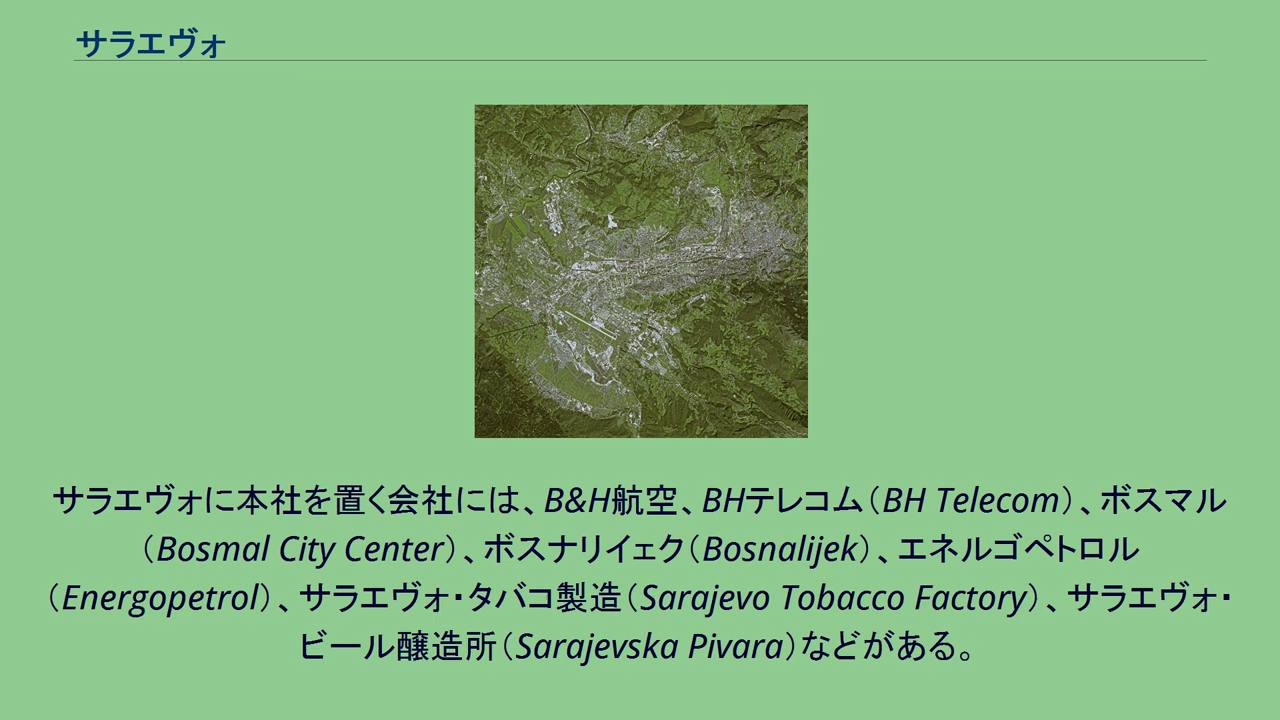 サラエヴォ
サラエヴォに本社を置く会社には、B&H航空、BHテレコム（BH Telecom）、ボスマル
（Bosmal City Center）、ボスナリイェク（Bosnalijek）、エネルゴペトロル
（Energopetrol）、サラエヴォ・タバコ製造（Sarajevo Tobacco Factory）、サラエヴォ・
ビール醸造所（Sarajevska Pivara）などがある。